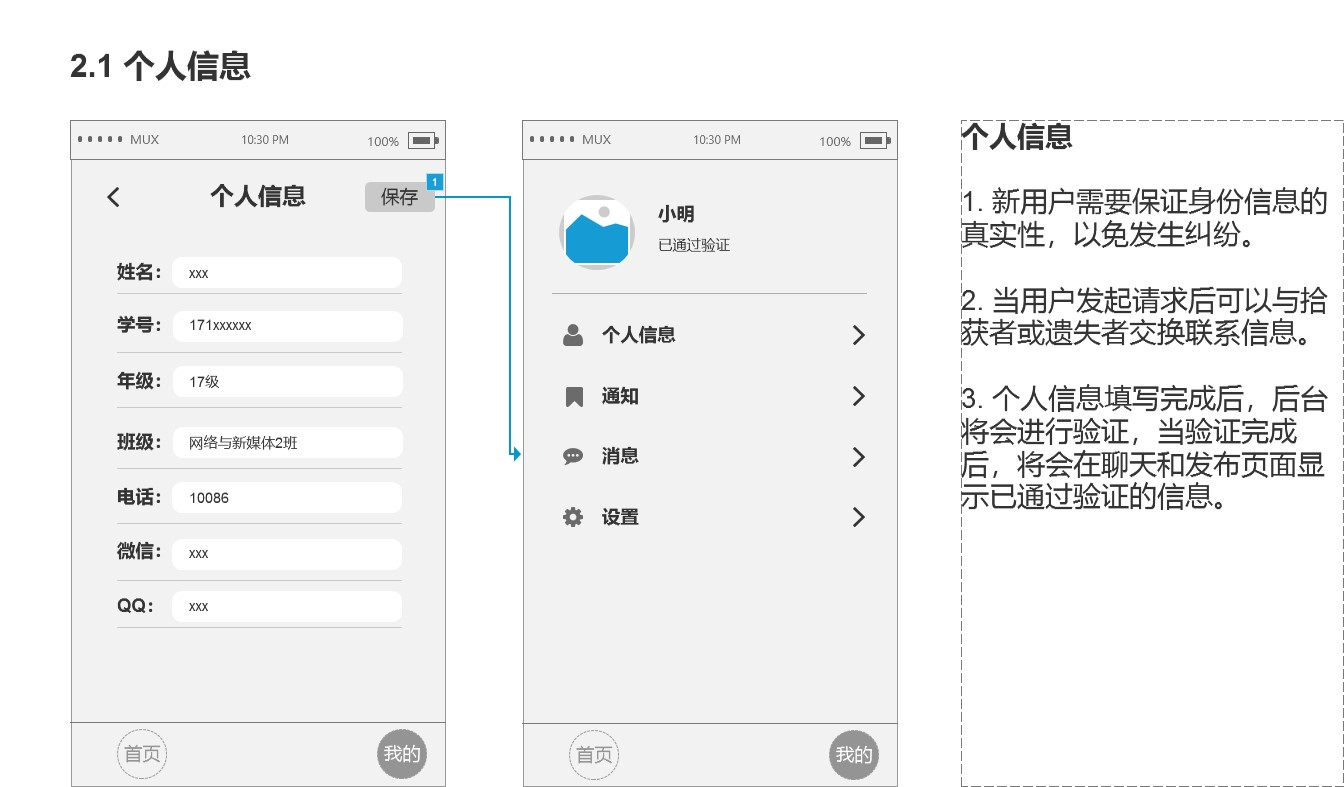 2.1 个人信息
MUX 10:30 PM 100%
个人信息
保存
1
姓名： xxx
学号： 171xxxxxx
年级： 17级
班级： 网络与新媒体2班
电话： 10086
微信： xxx
QQ： xxx
首页
我的
MUX 10:30 PM 100%
小明
已通过验证
个人信息
通知
消息
设置
首页
我的
个人信息
1. 新用户需要保证身份信息的
真实性，以免发生纠纷。
2. 当用户发起请求后可以与拾
获者或遗失者交换联系信息。
3. 个人信息填写完成后，后台
将会进行验证，当验证完成
后，将会在聊天和发布页面显
示已通过验证的信息。